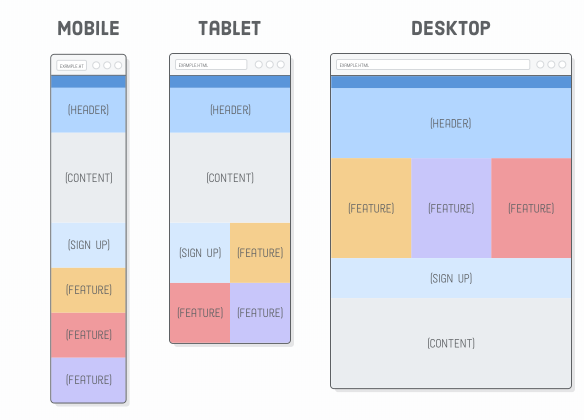 MOBILE
EXAMPLE.HT
(HEADER)
(CONTENT)
(SIGN UP)
(FEATURE)
(FEATURE)
(FEATURE)
TABLET
EXAMPLE.HTML
(HEADER)
(CONTENT)
(SIGN UP) (FEATURE)
(FEATURE) (FEATURE)
DESKTOP
EXAMPLE.HTML
(HEADER)
(FEATURE) (FEATURE) (FEATURE)
(SIGN UP)
(CONTENT)